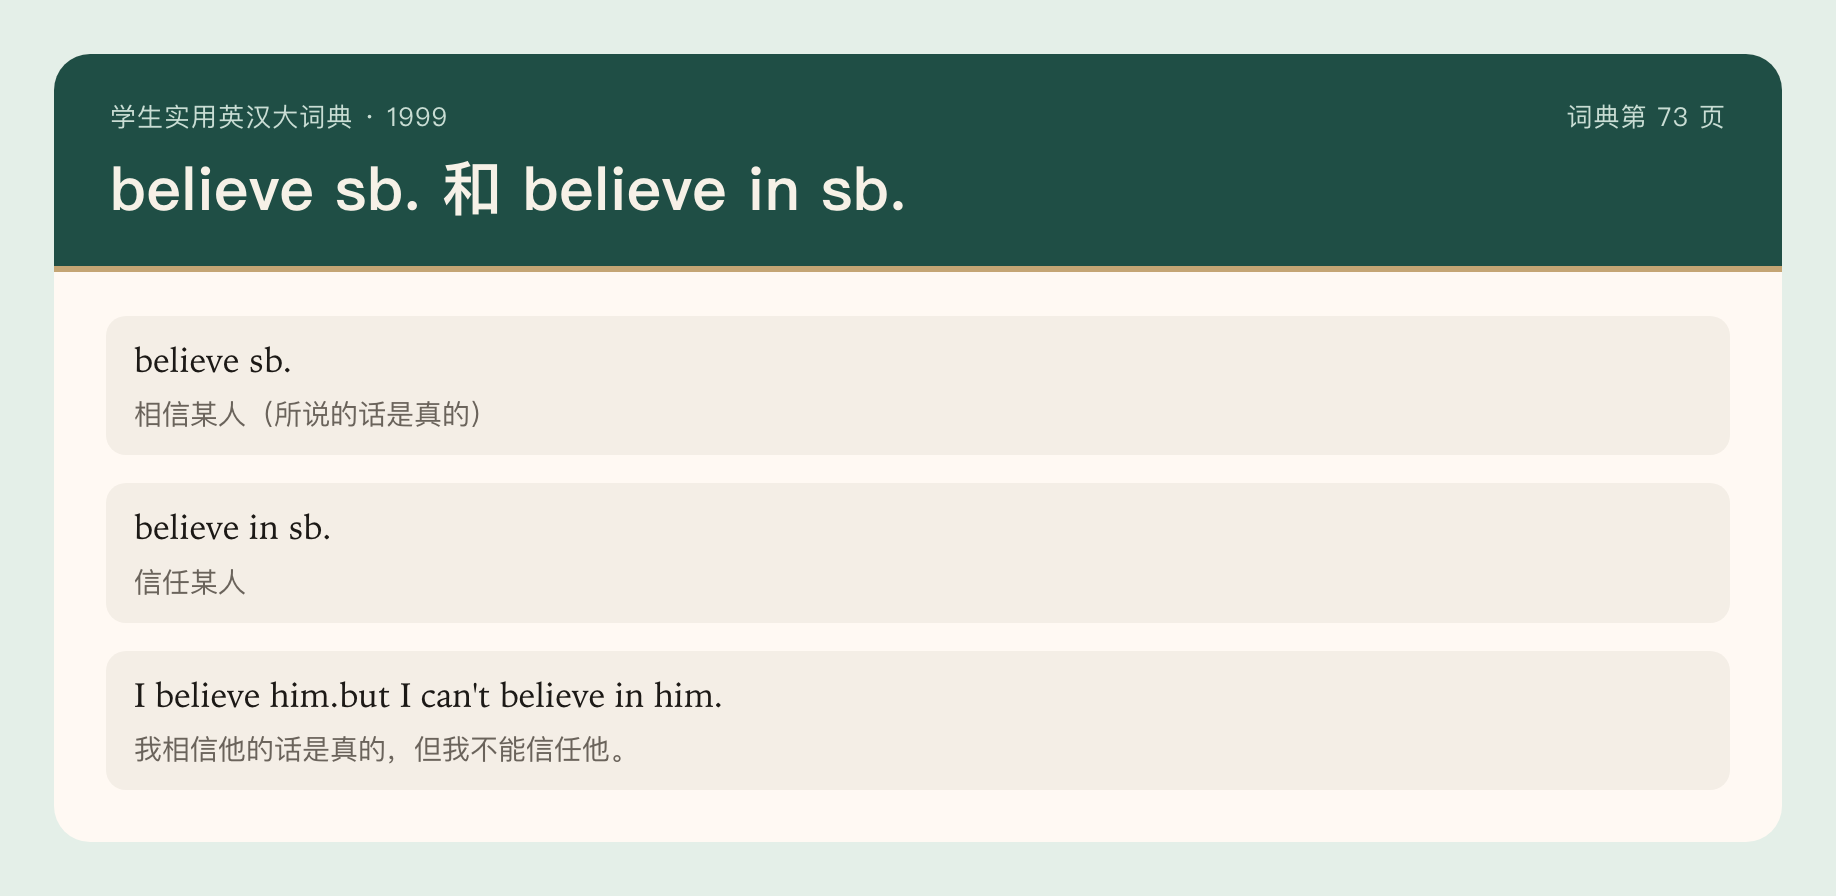 学生实用英汉大词典 · 1999
词典第 73 页
believe sb. 和 believe in sb.
believe sb.
相信某人（所说的话是真的）
believe in sb.
信任某人
I believe him.but I can't believe in him.
我相信他的话是真的，但我不能信任他。